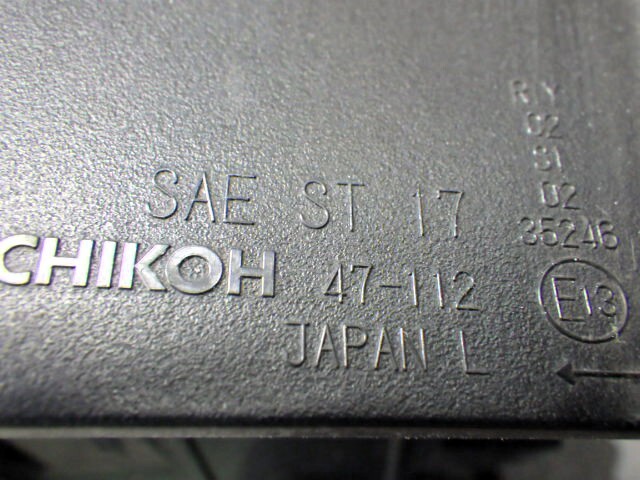 SAE ST 17
CHIKOH 47-112
JAPAN L
R Y
02
S1
02
35246
E13